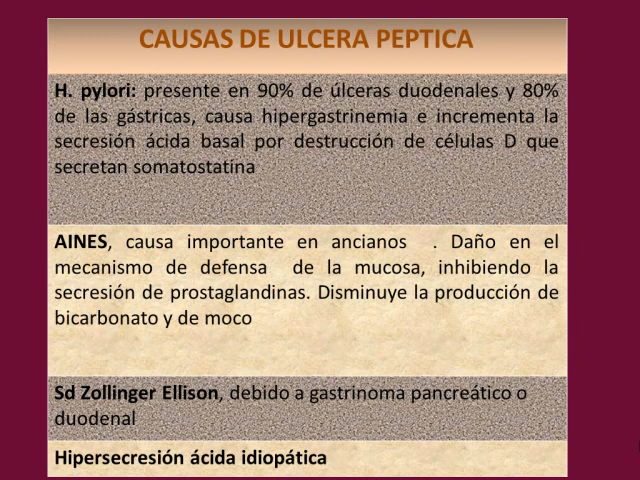 CAUSAS DE ULCERA PEPTICA
H. pylori: presente en 90% de úlceras duodenales y 80%
de las gástricas, causa hipergastrinemia e incrementa la
secresión ácida basal por destrucción de células D que
secretan somatostatina
AINES, causa importante en ancianos . Daño en el
mecanismo de defensa de la mucosa, inhibiendo la
secresión de prostaglandinas. Disminuye la producción de
bicarbonato y de moco
Sd Zollinger Ellison, debido a gastrinoma pancreático o
duodenal
Hipersecresión ácida idiopática